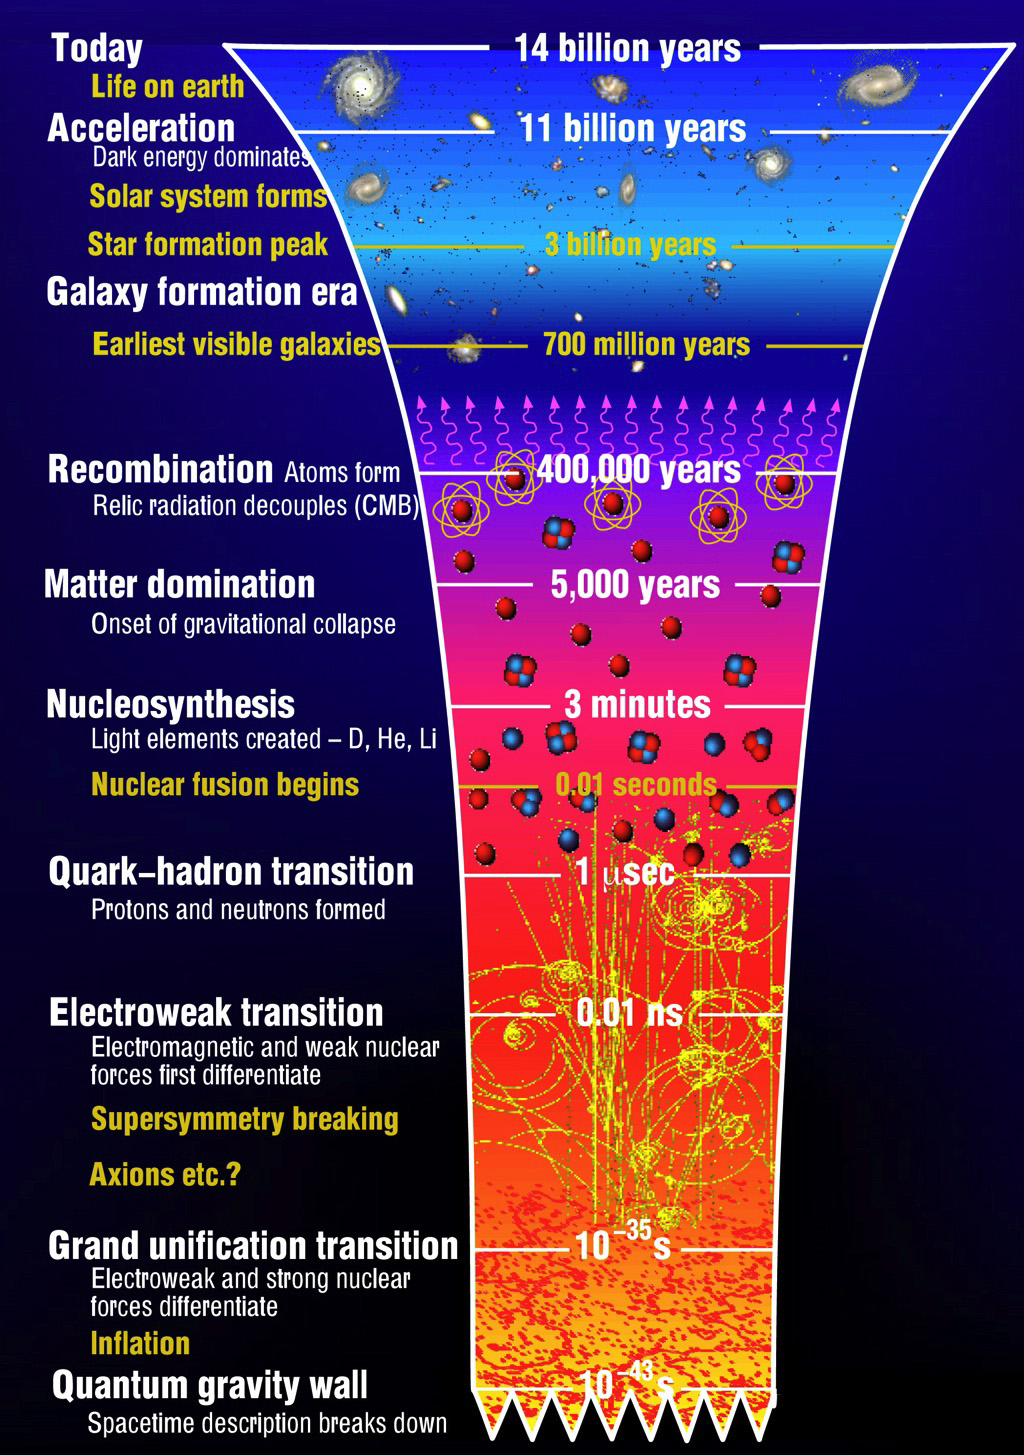 Today
14 billion years
Life on earth
Acceleration
11 billion years
Dark energy dominates
Solar system forms
Star formation peak
3 billion years
Galaxy formation era
Earliest visible galaxies
700 million years
Recombination Atoms form
400,000 years
Relic radiation decouples (CMB)
Matter domination
5,000 years
Onset of gravitational collapse
Nucleosynthesis
3 minutes
Light elements created – D, He, Li
Nuclear fusion begins
0.01 seconds
Quark–hadron transition
1 μsec
Protons and neutrons formed
Electroweak transition
0.01 ns
Electromagnetic and weak nuclear
forces first differentiate
Supersymmetry breaking
Axions etc.?
Grand unification transition
10⁻³⁵s
Electroweak and strong nuclear
forces differentiate
Inflation
Quantum gravity wall
10⁻⁴³s
Spacetime description breaks down